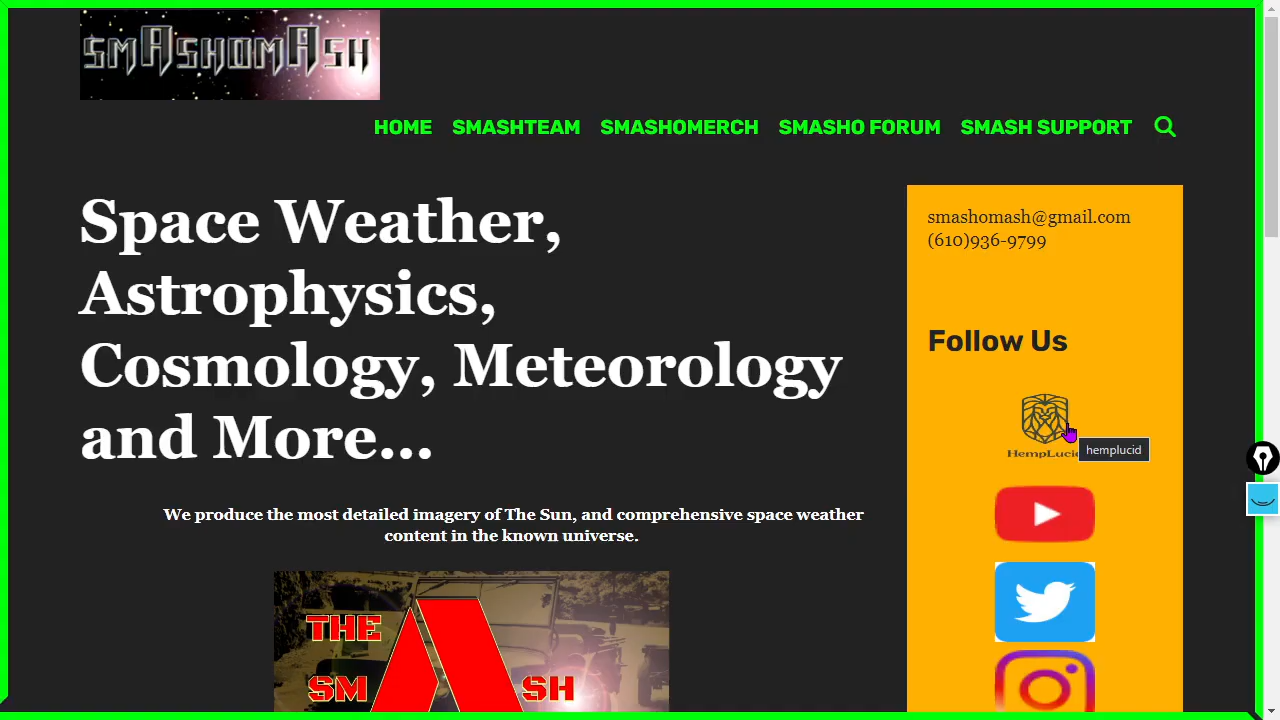 SMASHOMASH
HOME SMASHTEAM SMASHOMERCH SMASHO FORUM SMASH SUPPORT
Space Weather,
Astrophysics,
Cosmology, Meteorology
and More...
We produce the most detailed imagery of The Sun, and comprehensive space weather
content in the known universe.
THE
SMASH
smashomash@gmail.com
(610)936-9799
Follow Us
HempLucid
hemplucid